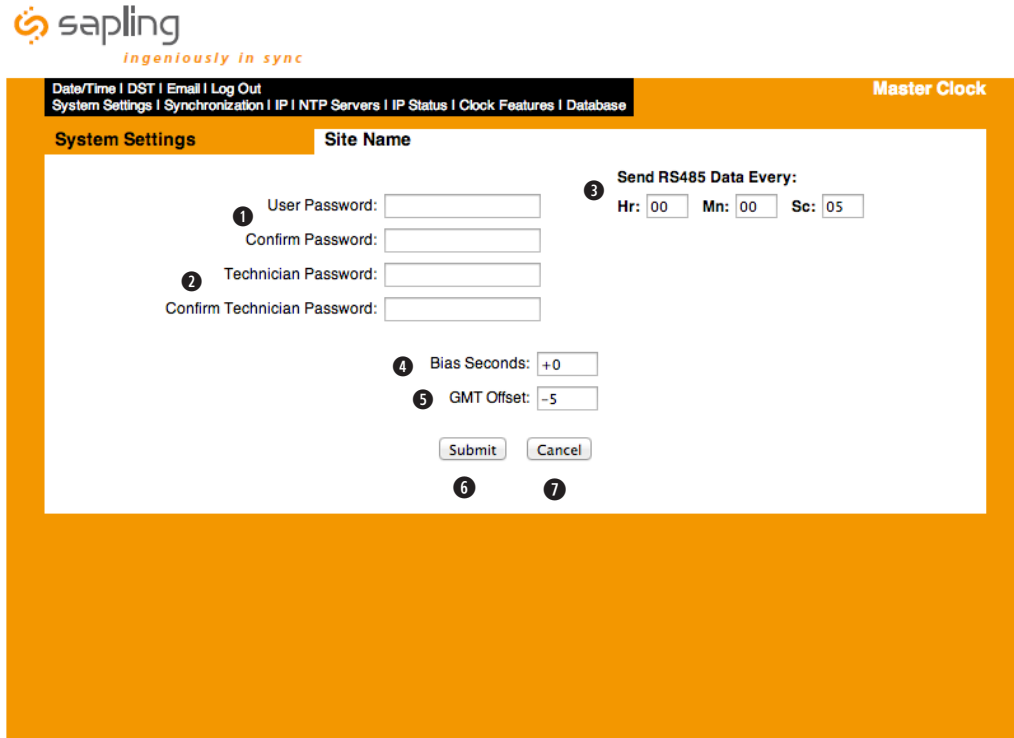 sapling
ingeniously in sync
Date/Time I DST I Email I Log Out
System Settings I Synchronization I IP I NTP Servers I IP Status I Clock Features I Database
Master Clock
System Settings
Site Name
1
User Password:
Confirm Password:
2
Technician Password:
Confirm Technician Password:
3
Send RS485 Data Every:
Hr: 00 Mn: 00 Sc: 05
4 Bias Seconds: +0
5 GMT Offset: -5
Submit Cancel
6 7